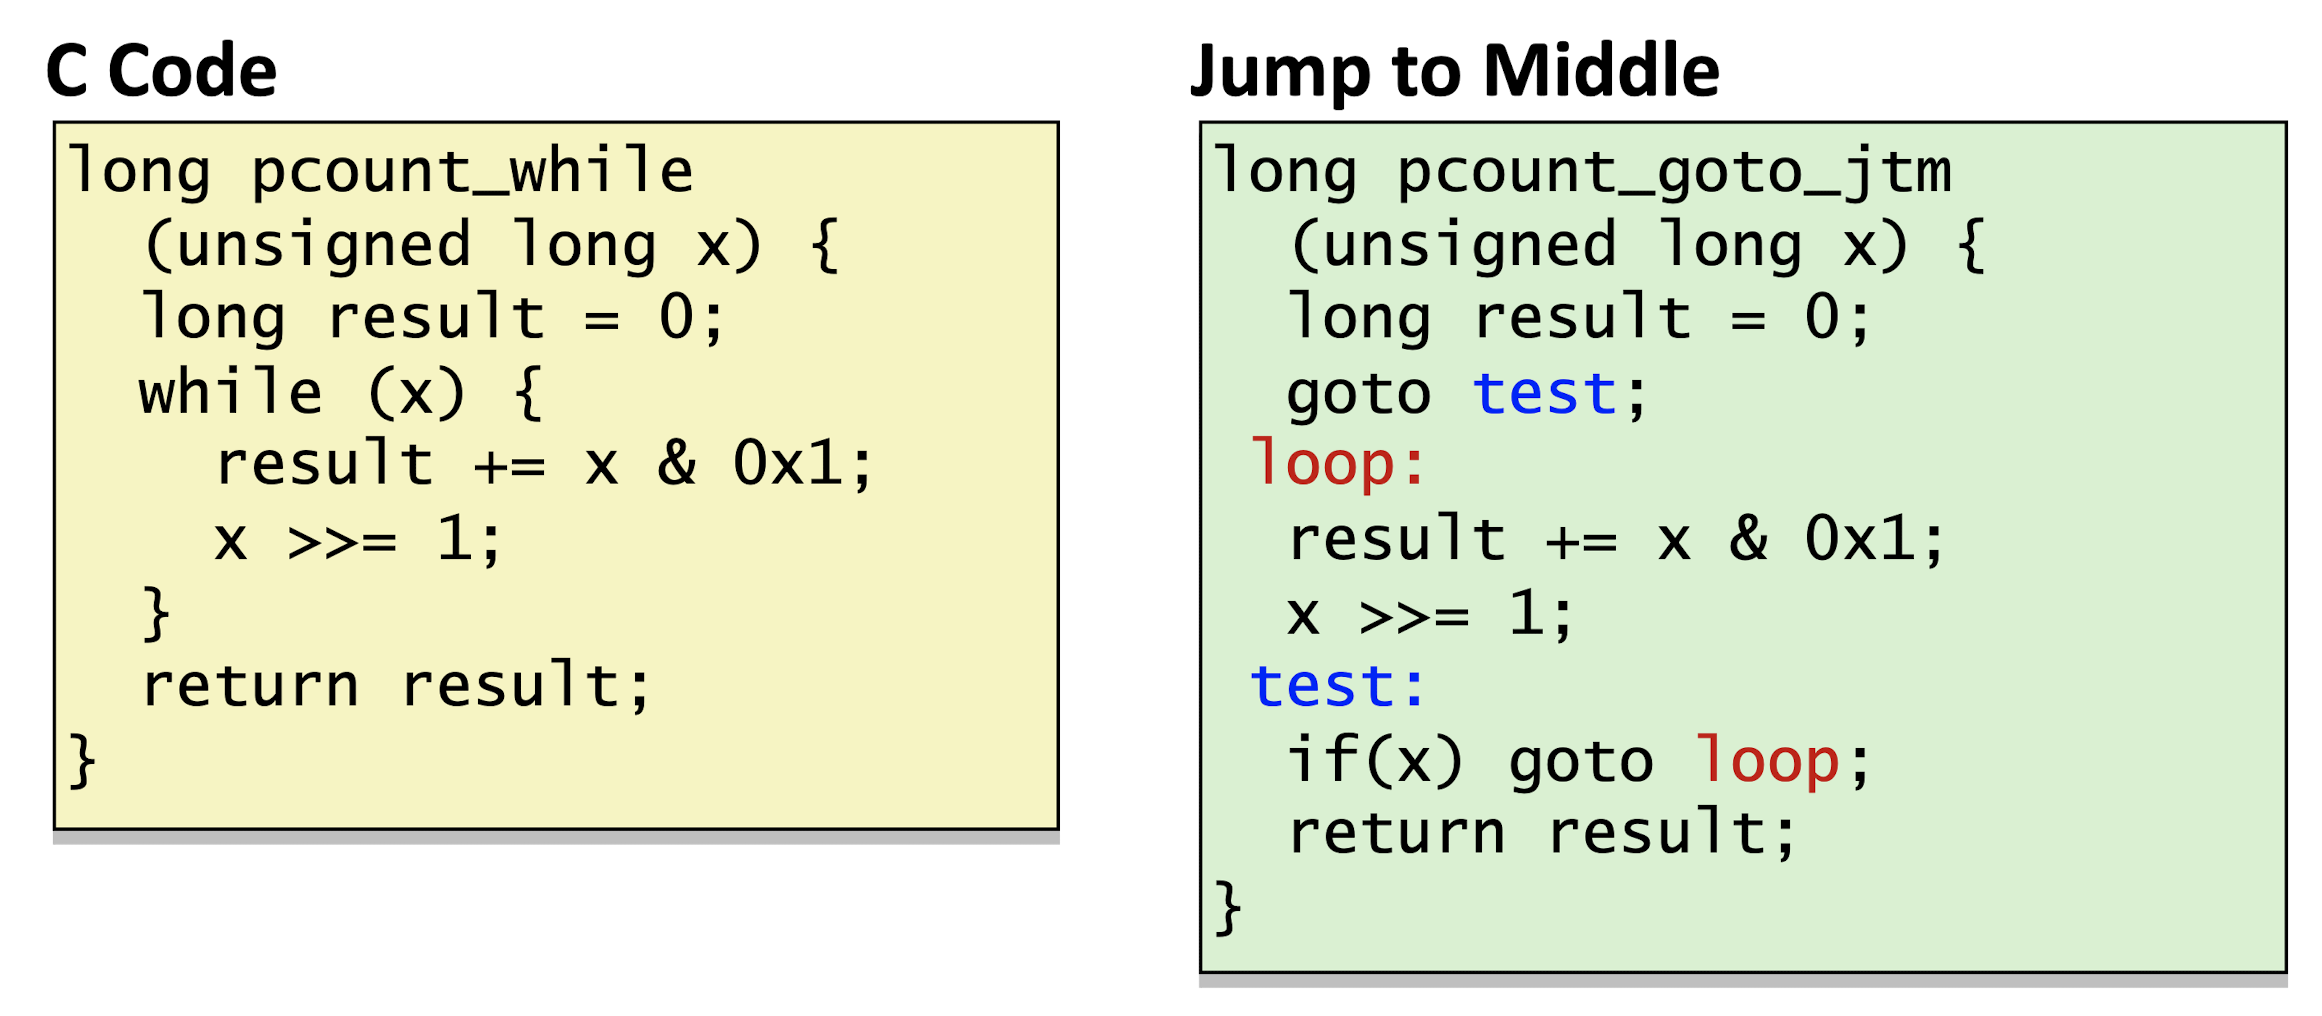 C Code
long pcount_while
(unsigned long x) {
long result = 0;
while (x) {
result += x & 0x1;
x >>= 1;
}
return result;
}
Jump to Middle
long pcount_goto_jtm
(unsigned long x) {
long result = 0;
goto test;
loop:
result += x & 0x1;
x >>= 1;
test:
if(x) goto loop;
return result;
}